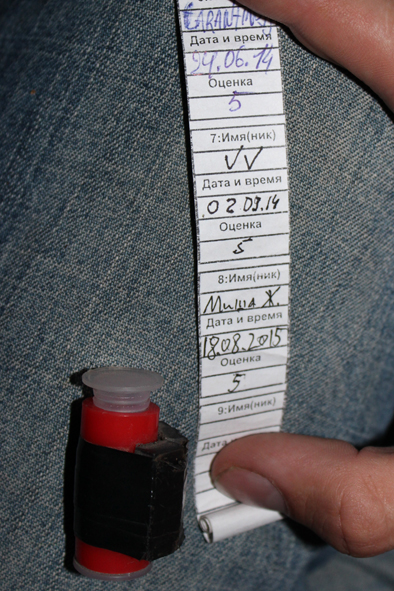 Дата и время
24.06.14
Оценка
5
7:Имя(ник)
VV
Дата и время
02 09.14
Оценка
5
8:Имя(ник)
Миша Ж.
Дата и время
18.08.2015
Оценка
5
9:Имя(ник)
Дата